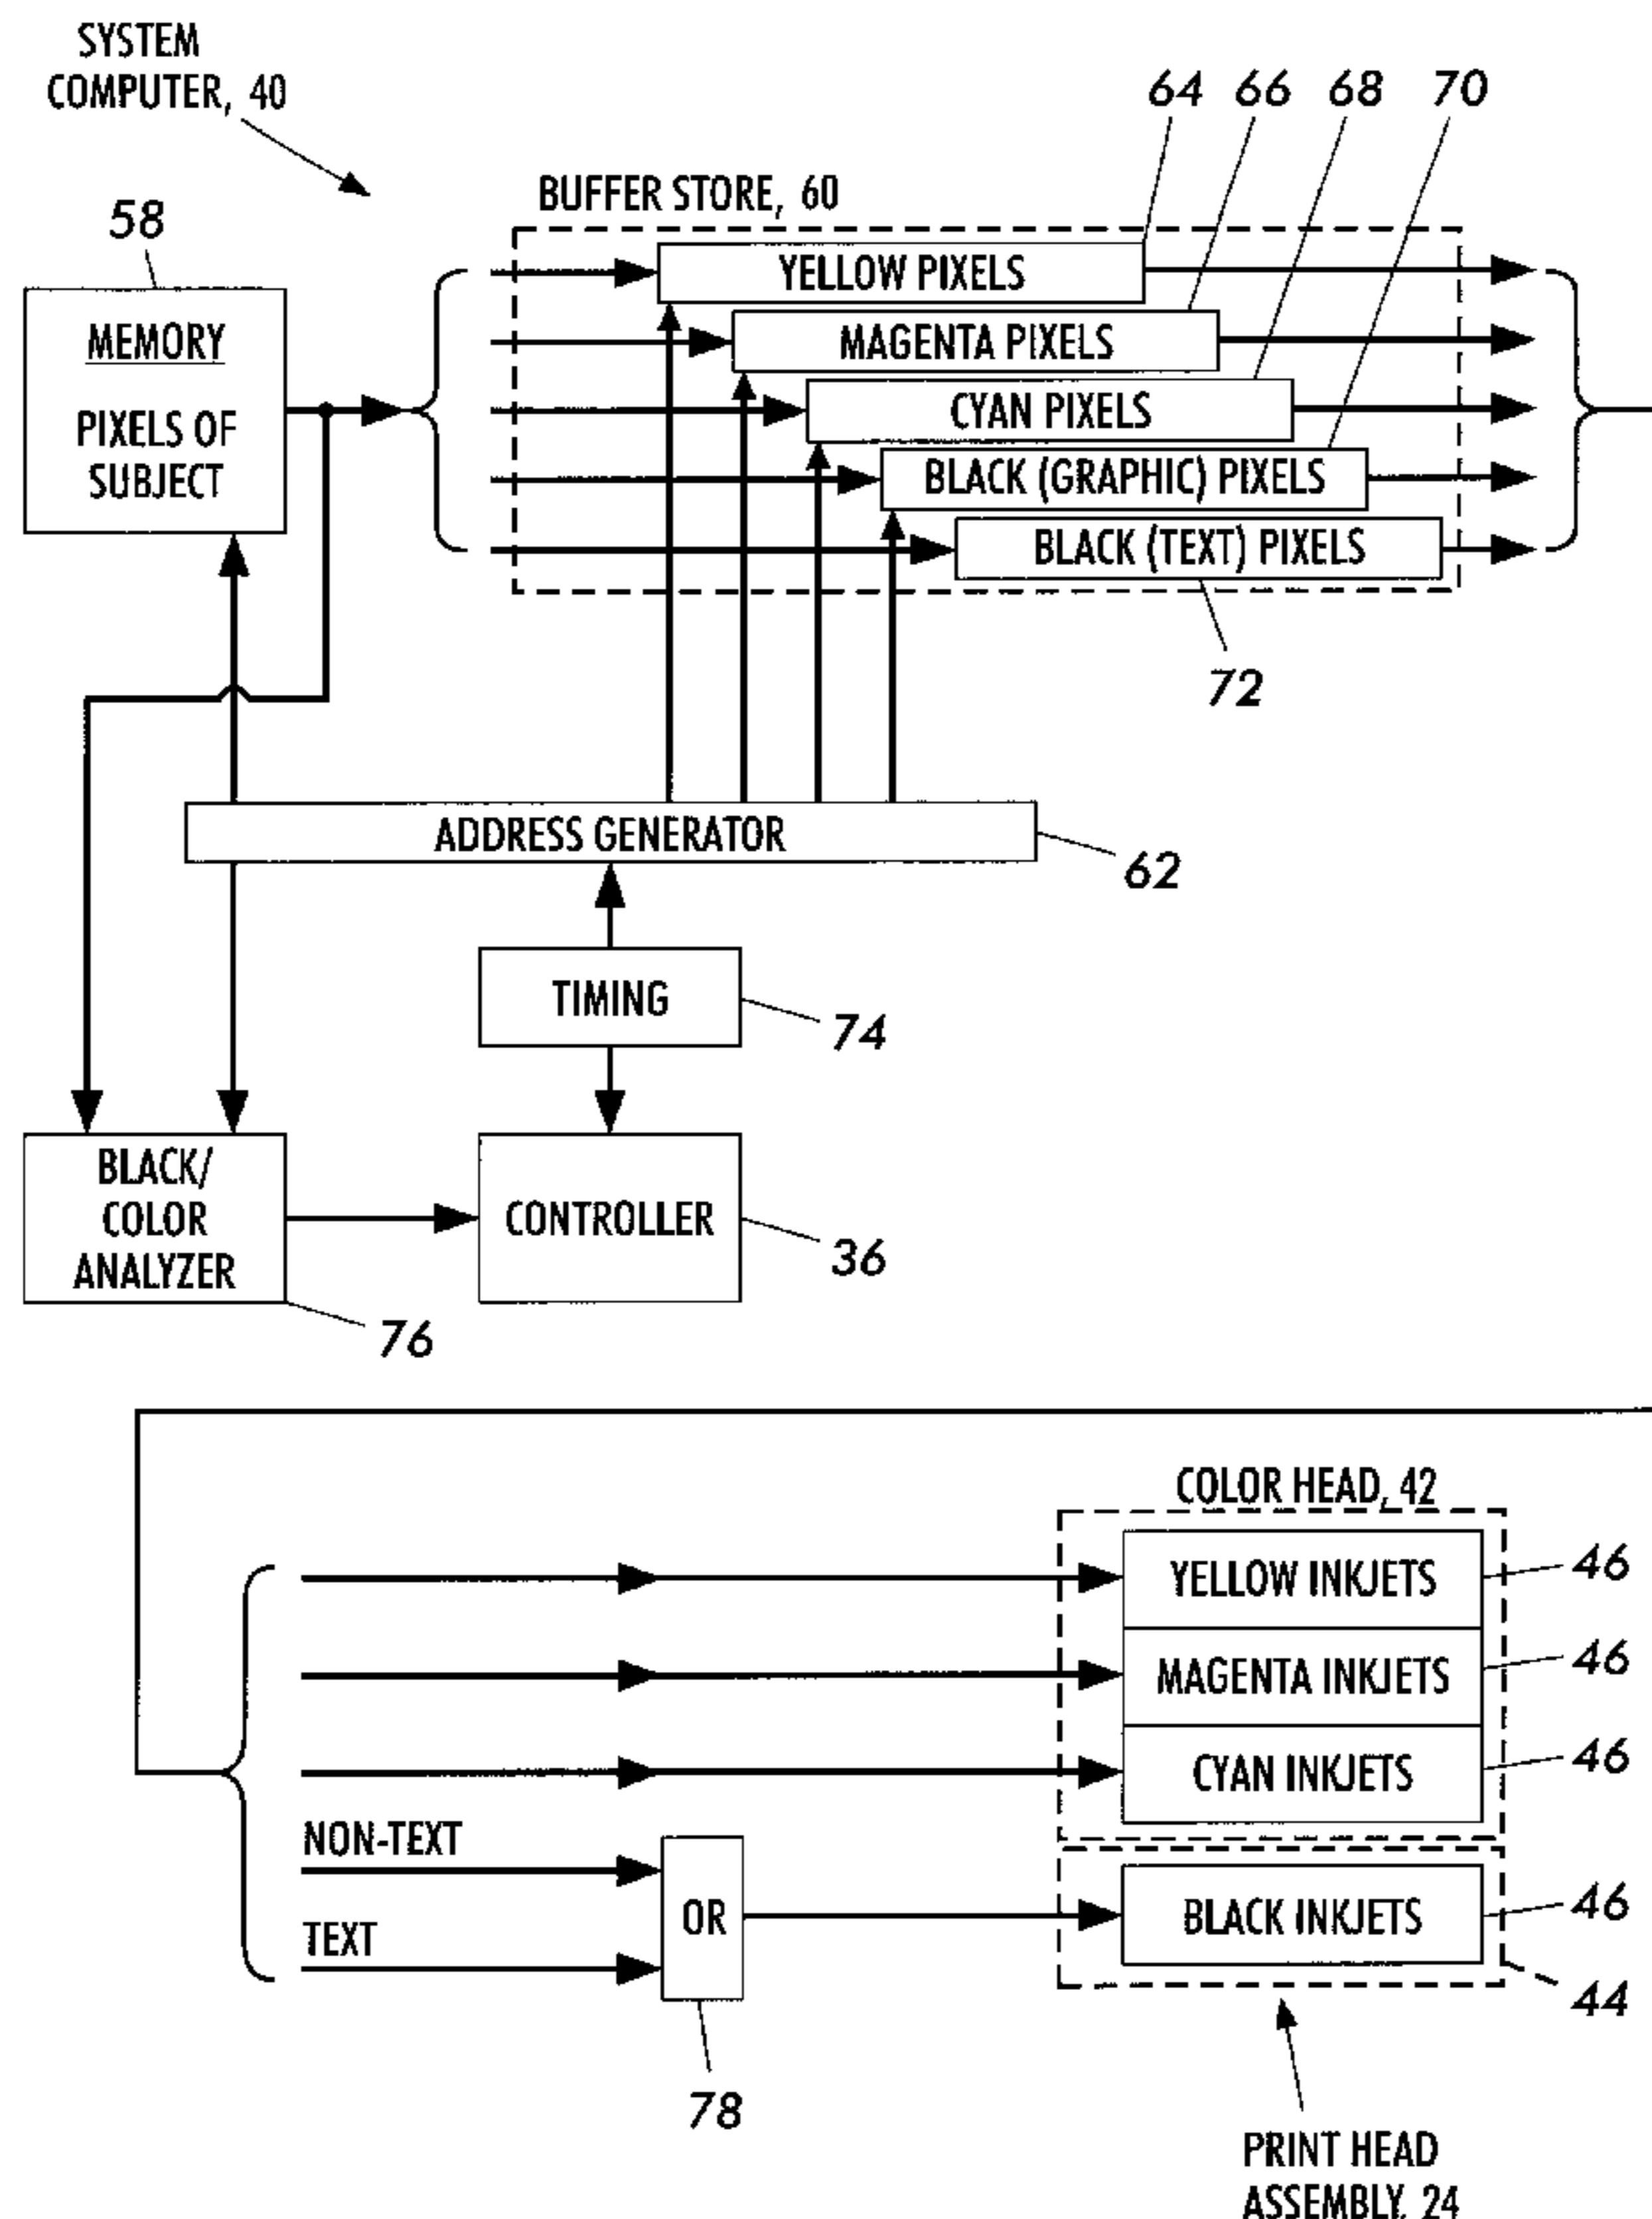 SYSTEM
COMPUTER, 40
64 66 68 70
BUFFER STORE, 60
58
MEMORY
PIXELS OF
SUBJECT
YELLOW PIXELS
MAGENTA PIXELS
CYAN PIXELS
BLACK (GRAPHIC) PIXELS
BLACK (TEXT) PIXELS
72
ADDRESS GENERATOR
62
TIMING
74
BLACK/
COLOR
ANALYZER
76
CONTROLLER
36
COLOR HEAD, 42
YELLOW INKJETS
46
MAGENTA INKJETS
46
CYAN INKJETS
46
NON-TEXT
TEXT
OR
78
BLACK INKJETS
46
44
PRINT HEAD
ASSEMBLY, 24